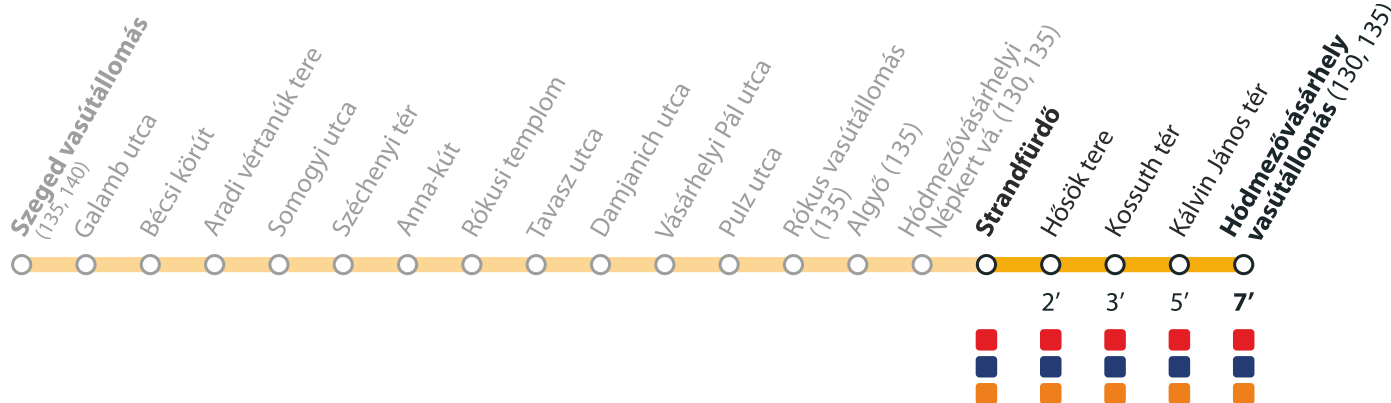 Szeged vasútállomás
(135, 140)
Galamb utca
Bécsi körút
Aradi vértanúk tere
Somogyi utca
Széchenyi tér
Anna-kút
Rókusi templom
Tavasz utca
Damjanich utca
Vásárhelyi Pál utca
Pulz utca
Rókus vasútállomás
(135)
Algyő (135)
Hódmezővásárhelyi
Népkert vá. (130, 135)
Strandfürdő
Hősök tere
Kossuth tér
Kálvin János tér
Hódmezővásárhely
vasútállomás (130, 135)
2’ 3’ 5’ 7’